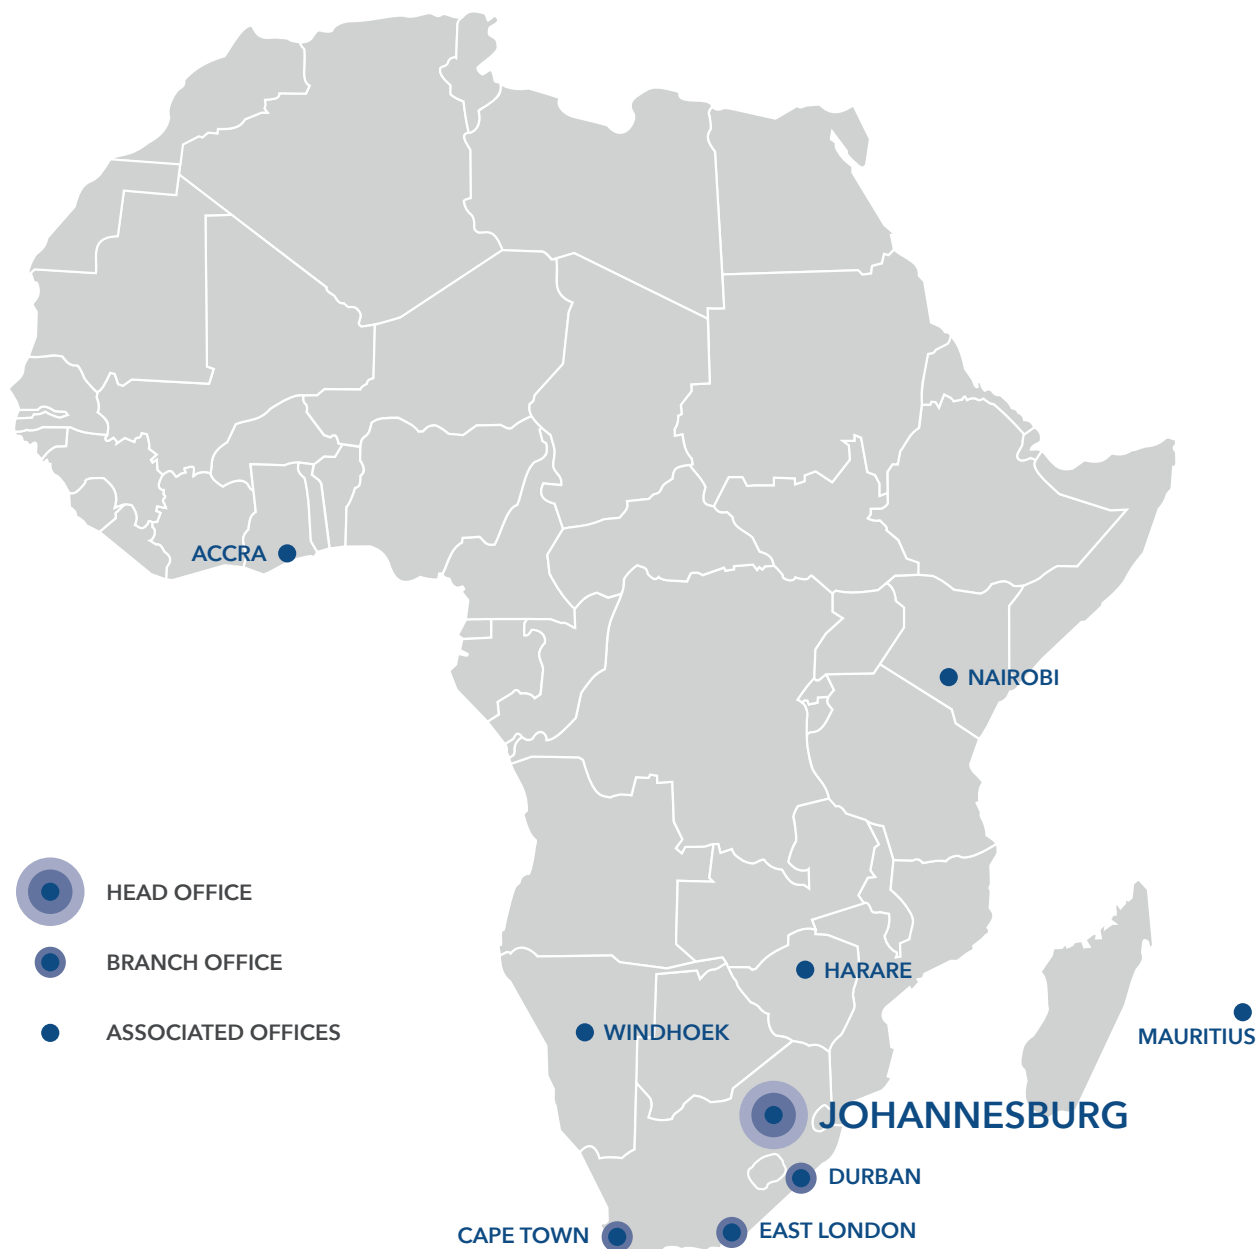 ACCRA
NAIROBI
HEAD OFFICE
BRANCH OFFICE
HARARE
ASSOCIATED OFFICES
WINDHOEK
MAURITIUS
JOHANNESBURG
DURBAN
CAPE TOWN
EAST LONDON